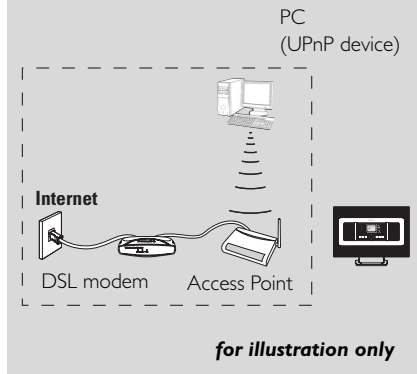 PC
(UPnP device)
Internet
DSL modem
Access Point
for illustration only